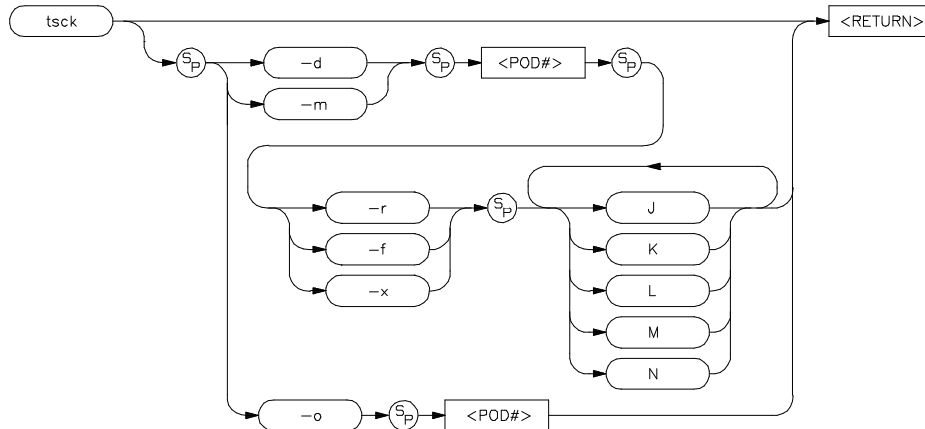 tsck
<RETURN>
SP
-d
SP
<POD#>
SP
-m
-r
SP
J
-f
K
-x
L
M
N
-o
SP
<POD#>